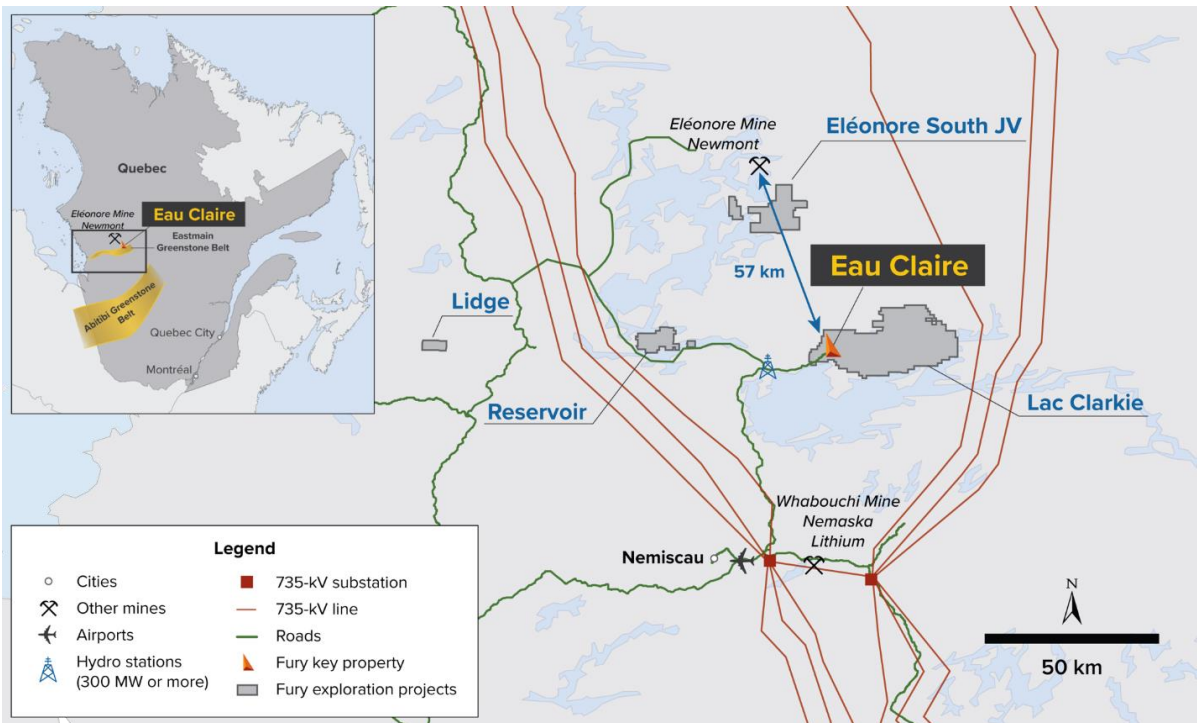 Quebec
Eléonore Mine
Newmont
Eau Claire
Eastmain
Greenstone Belt
Abitibi Greenstone
Belt
Quebec City
Montréal
Eléonore Mine
Newmont
Eléonore South JV
57 km
Eau Claire
Lidge
Reservoir
Lac Clarkie
Whabouchi Mine
Nemaska
Lithium
Nemiscau
Legend
Cities
Other mines
Airports
Hydro stations
(300 MW or more)
735-kV substation
735-kV line
Roads
Fury key property
Fury exploration projects
N
50 km